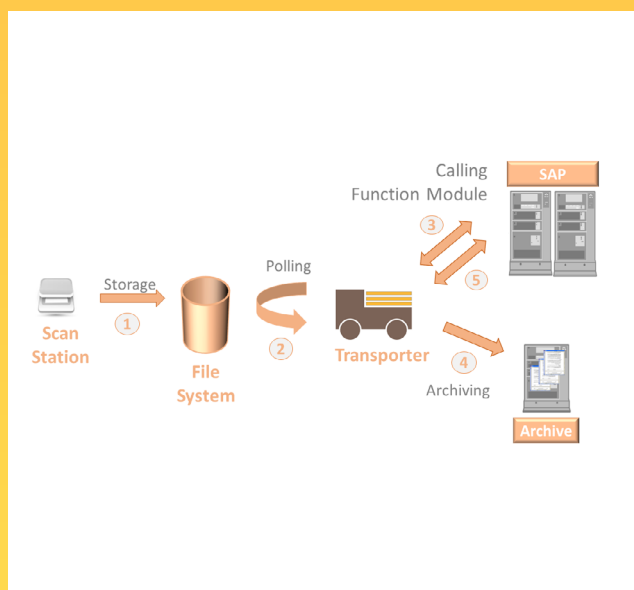 Calling
Function Module
SAP
3
5
Storage
1
Scan
Station
File
System
Polling
2
Transporter
4
Archiving
Archive